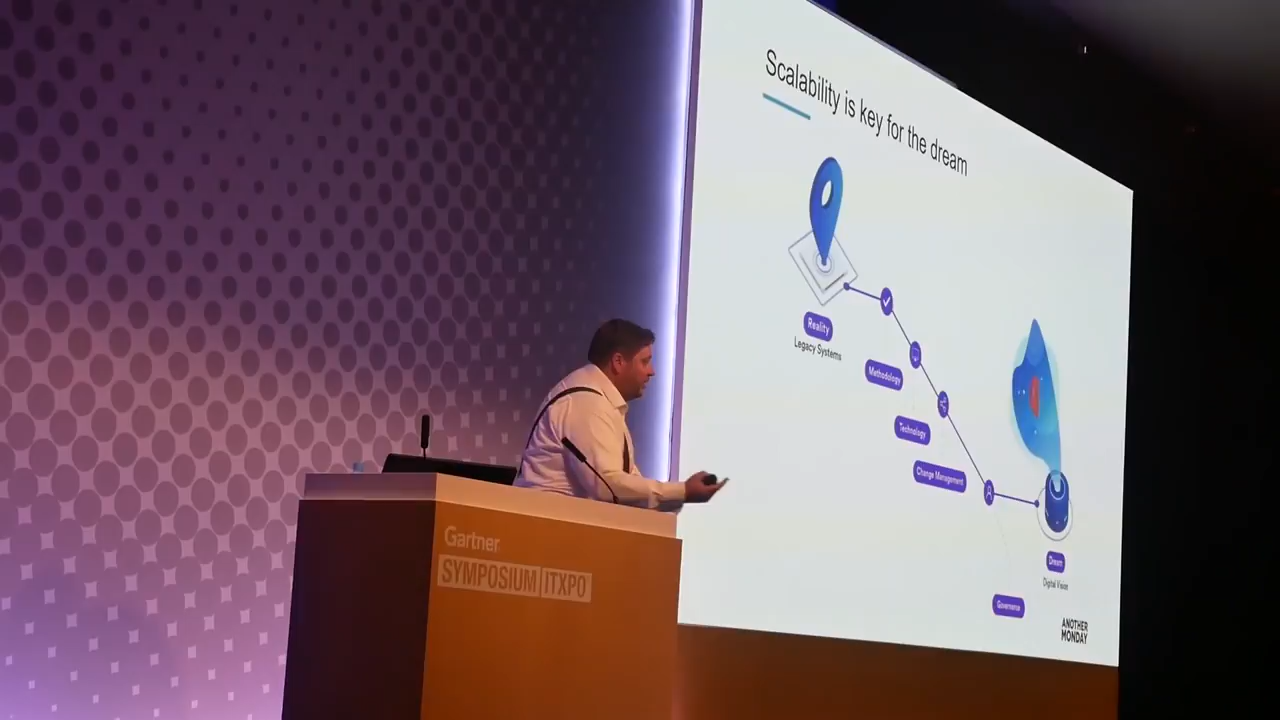 Scalability is key for the dream
Reality
Legacy Systems
Methodology
Technology
Change Management
Dream
Digital Vision
Governance
ANOTHER
MONDAY
Gartner
SYMPOSIUM ITXPO